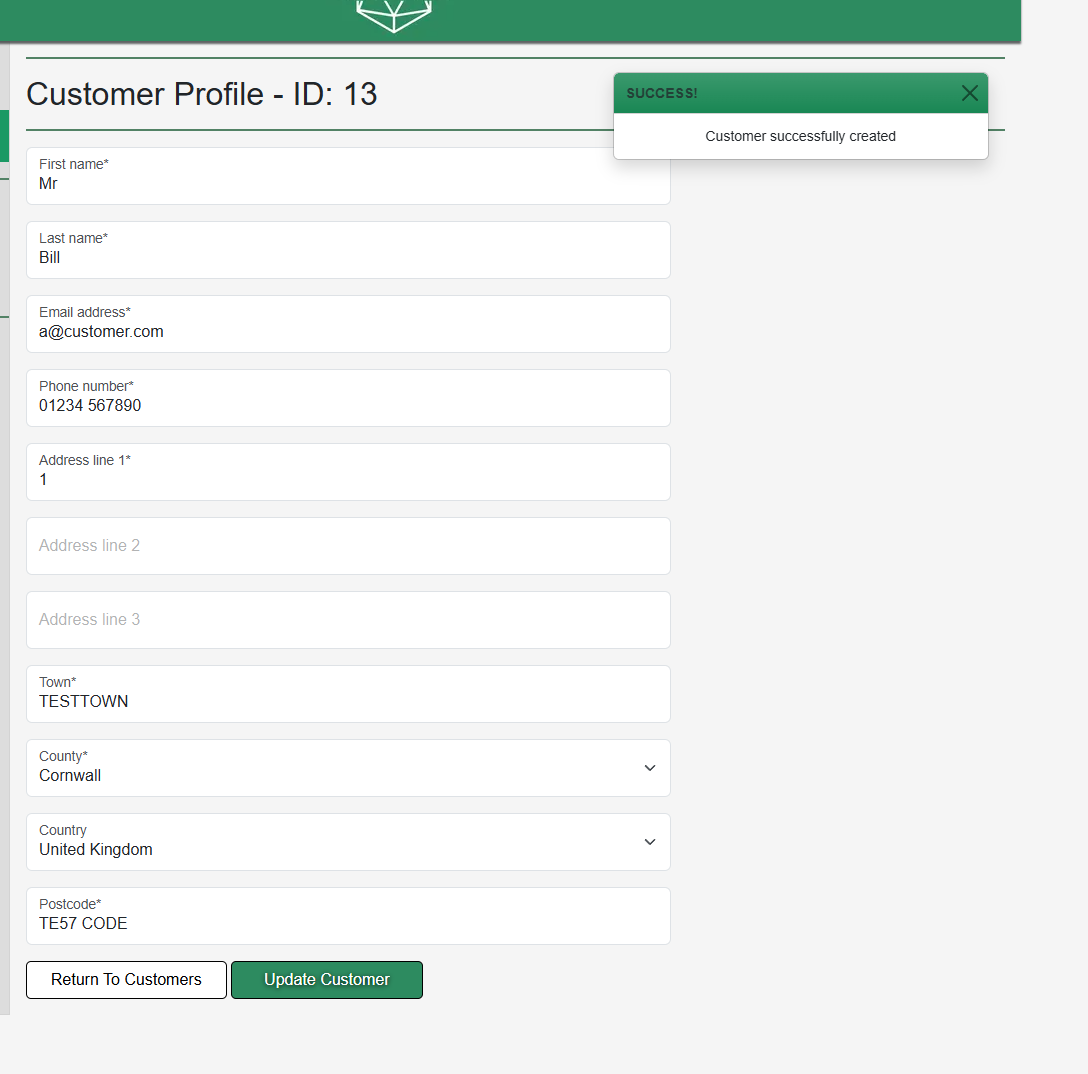 Customer Profile - ID: 13
SUCCESS!
Customer successfully created
First name*
Mr
Last name*
Bill
Email address*
a@customer.com
Phone number*
01234 567890
Address line 1*
1
Address line 2
Address line 3
Town*
TESTTOWN
County*
Cornwall
Country
United Kingdom
Postcode*
TE57 CODE
Return To Customers
Update Customer